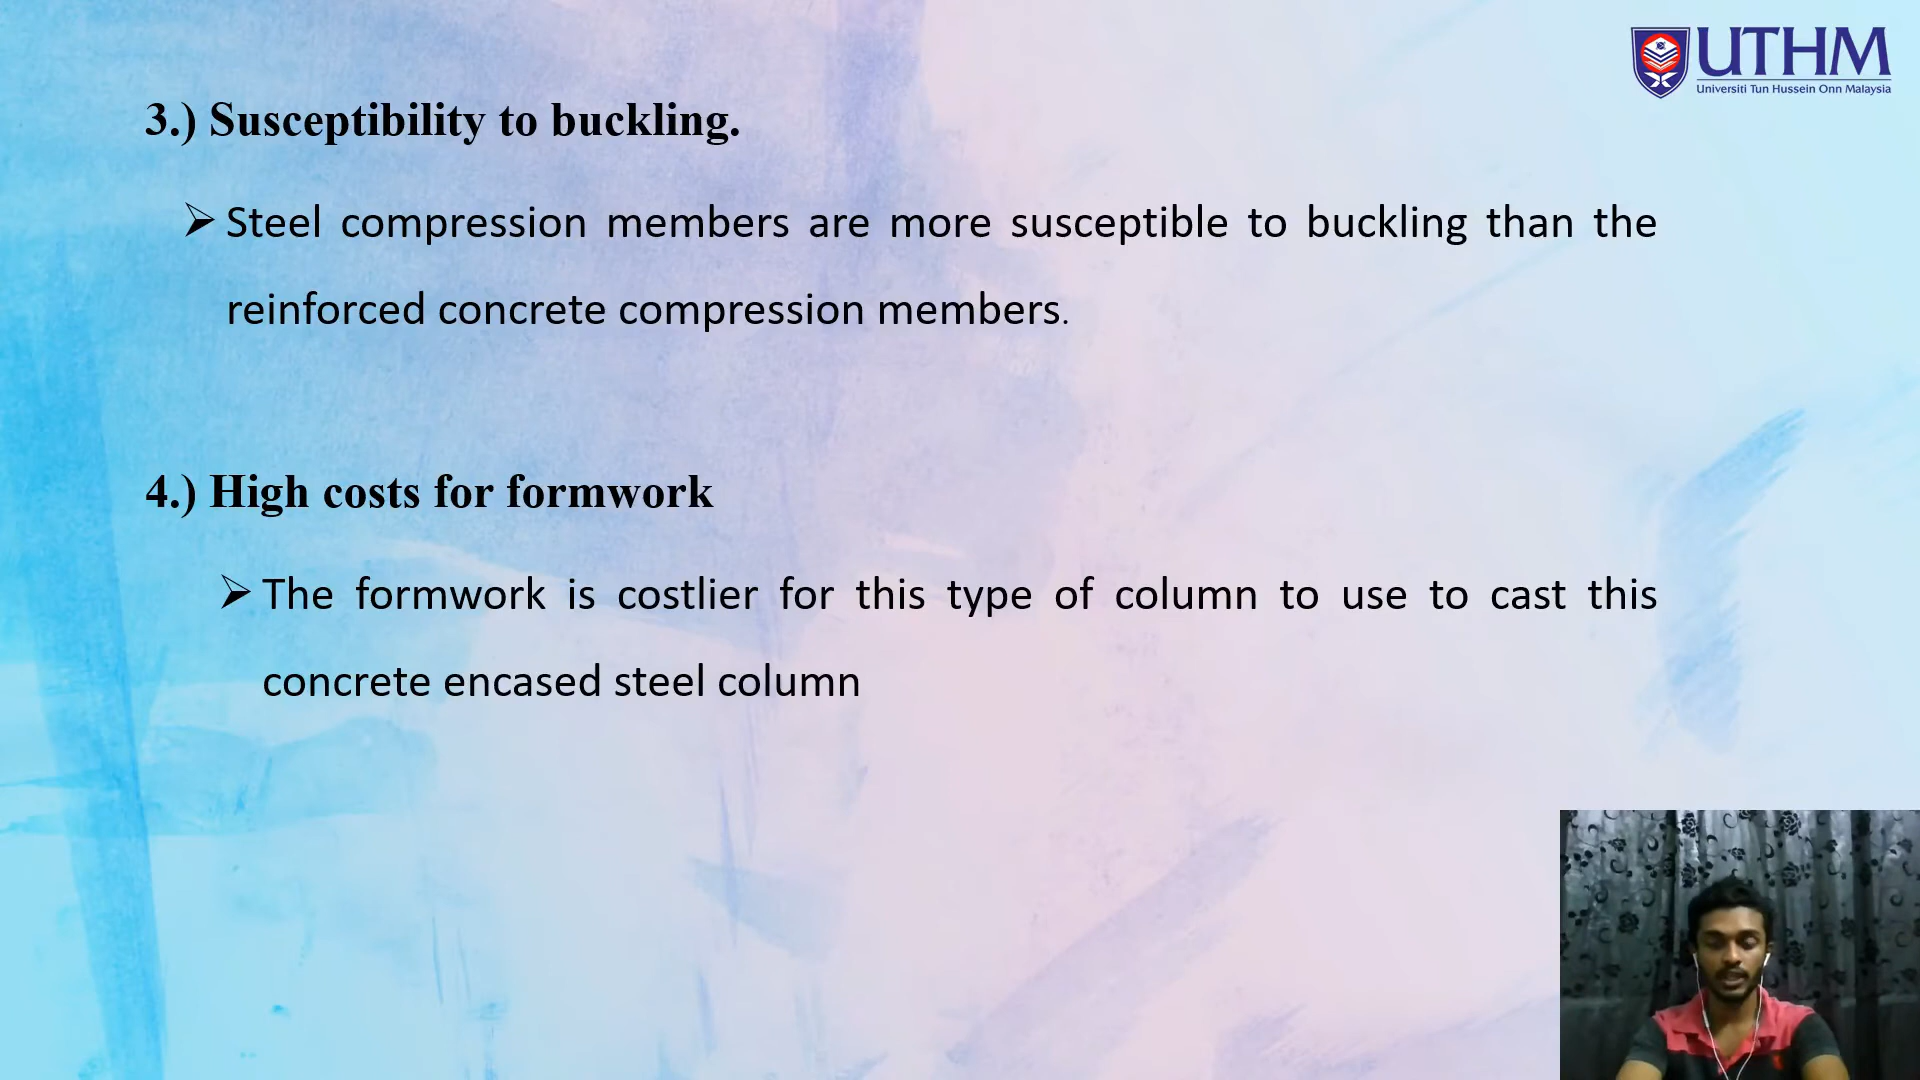 UTHM
Universiti Tun Hussein Onn Malaysia
3.) Susceptibility to buckling.
Steel compression members are more susceptible to buckling than the
reinforced concrete compression members.
4.) High costs for formwork
The formwork is costlier for this type of column to use to cast this
concrete encased steel column